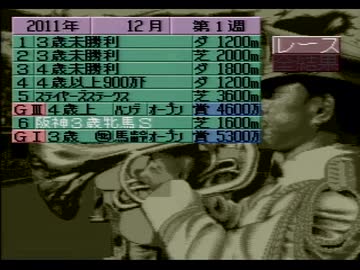 2011年 12月 第1週
1 3歳未勝利 ダ 1200m
2 3歳未勝利 ダ 1800m
3 4歳未勝利 ダ 1800m
4 4歳以上900万下 ダ 1200m
5 ステイヤーズステークス 芝 3600m
GⅢ 4歳上 ハンデ オープン 賞 4600万
6 阪神3歳牝馬S 芝 1600m
GⅠ 3歳 馬齢オープン 賞 5300万
レース